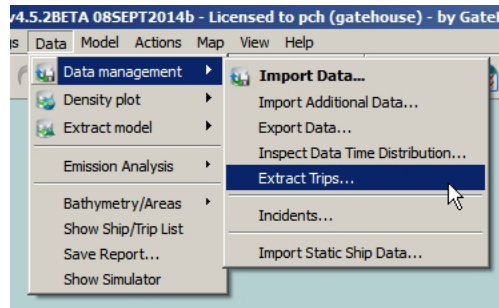 v4.5.2BETA 08SEPT2014b - Licensed to pch (gatehouse) - by
s Data Model Actions Map View Help
Data management
Density plot
Extract model
Emission Analysis
Bathymetry/Areas
Show Ship/Trip List
Save Report...
Show Simulator
Import Data...
Import Additional Data...
Export Data...
Inspect Data Time Distribution...
Extract Trips...
Incidents...
Import Static Ship Data...